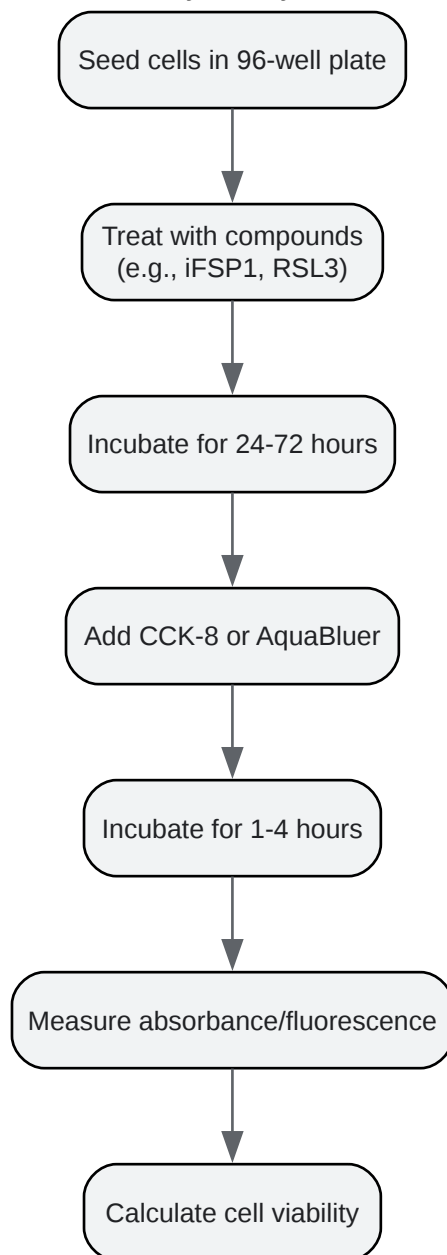 Seed cells in 96-well plate
Treat with compounds
(e.g., iFSP1, RSL3)
Incubate for 24-72 hours
Add CCK-8 or AquaBluer
Incubate for 1-4 hours
Measure absorbance/fluorescence
Calculate cell viability